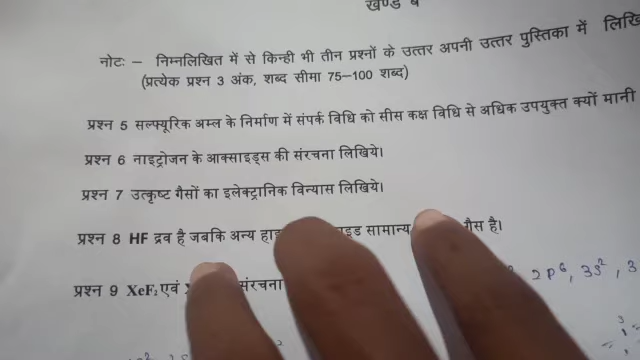 खण्ड ब
नोटः – निम्नलिखित में से किन्ही भी तीन प्रश्नों के उत्तर अपनी उत्तर पुस्तिका में
(प्रत्येक प्रश्न 3 अंक, शब्द सीमा 75–100 शब्द)
प्रश्न 5 सल्फ्यूरिक अम्ल के निर्माण में संपर्क विधि को सीस कक्ष विधि से अधिक उपयुक्त क्यों मानी
प्रश्न 6 नाइट्रोजन के आक्साइड्स की संरचना लिखिये।
प्रश्न 7 उत्कृष्ट गैसों का इलेक्ट्रानिक विन्यास लिखिये।
प्रश्न 8 HF द्रव है जबकि अन्य सामान्य गैस है।
2p⁶, 3s², 3
प्रश्न 9 XeF₂ एवं संरचना